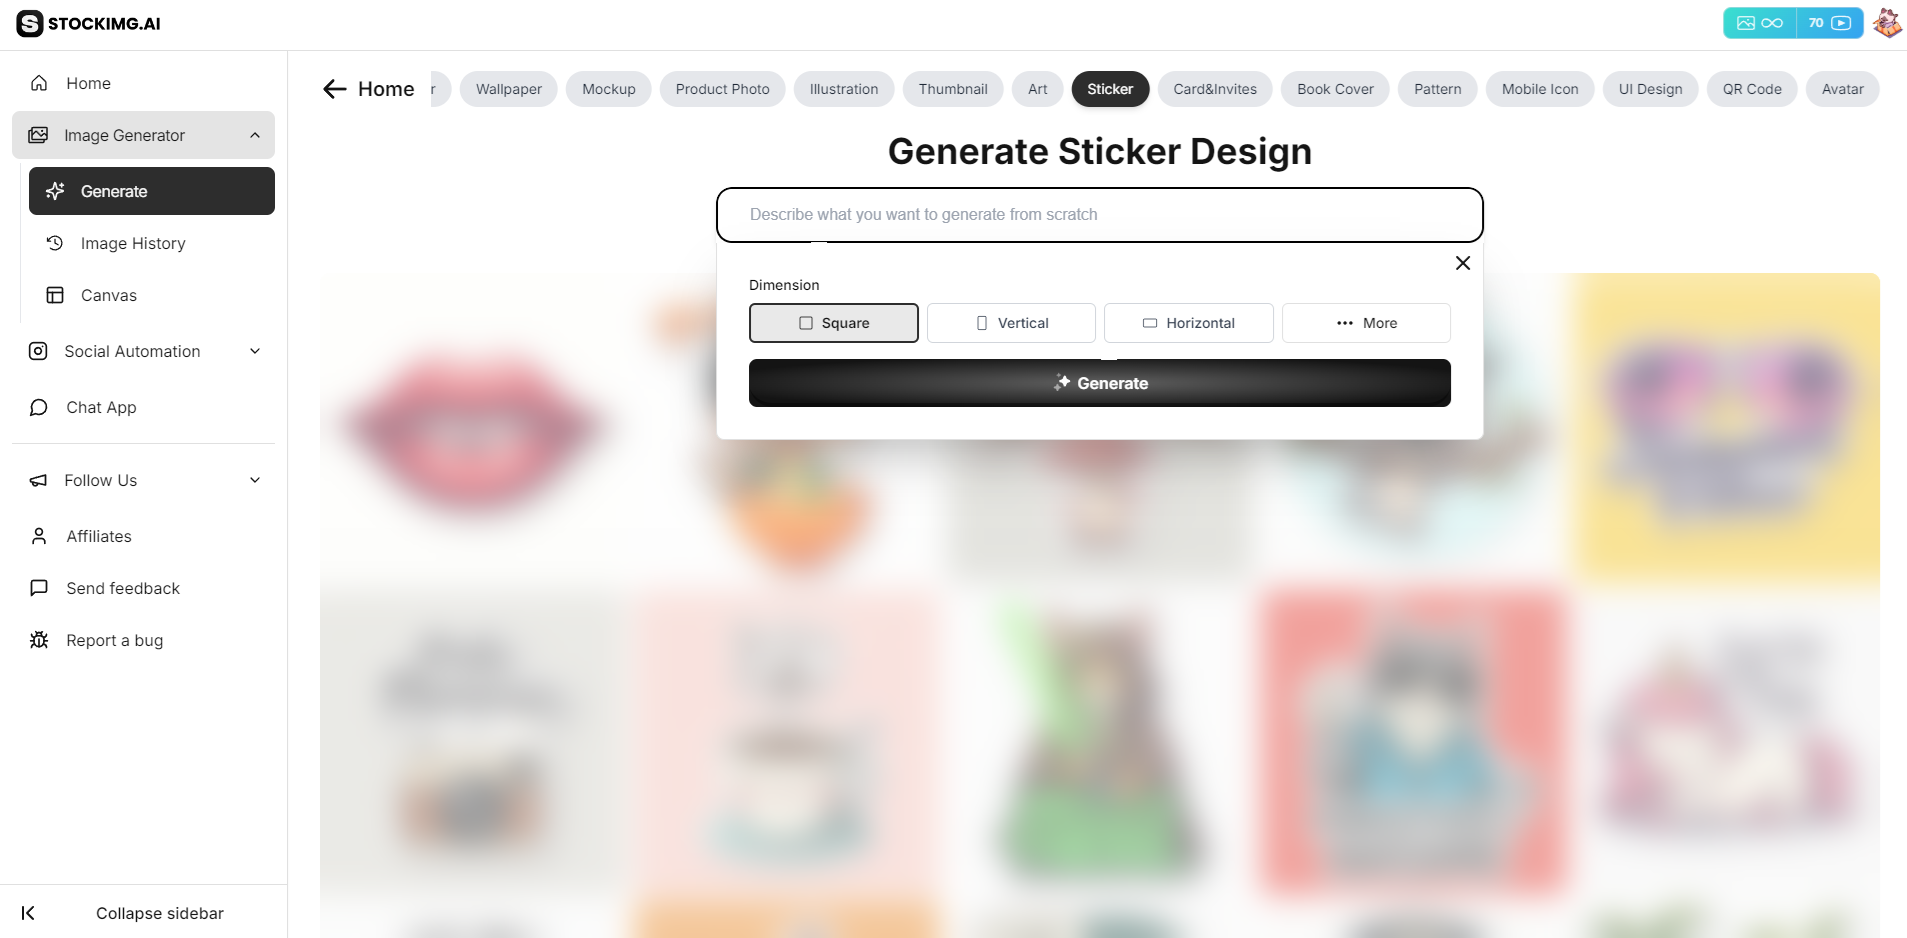 STOCKIMG.AI
70
Home
Image Generator
Generate
Image History
Canvas
Social Automation
Chat App
Follow Us
Affiliates
Send feedback
Report a bug
Collapse sidebar
Home
r
Wallpaper
Mockup
Product Photo
Illustration
Thumbnail
Art
Sticker
Card&Invites
Book Cover
Pattern
Mobile Icon
UI Design
QR Code
Avatar
Generate Sticker Design
Describe what you want to generate from scratch
Dimension
Square
Vertical
Horizontal
More
Generate